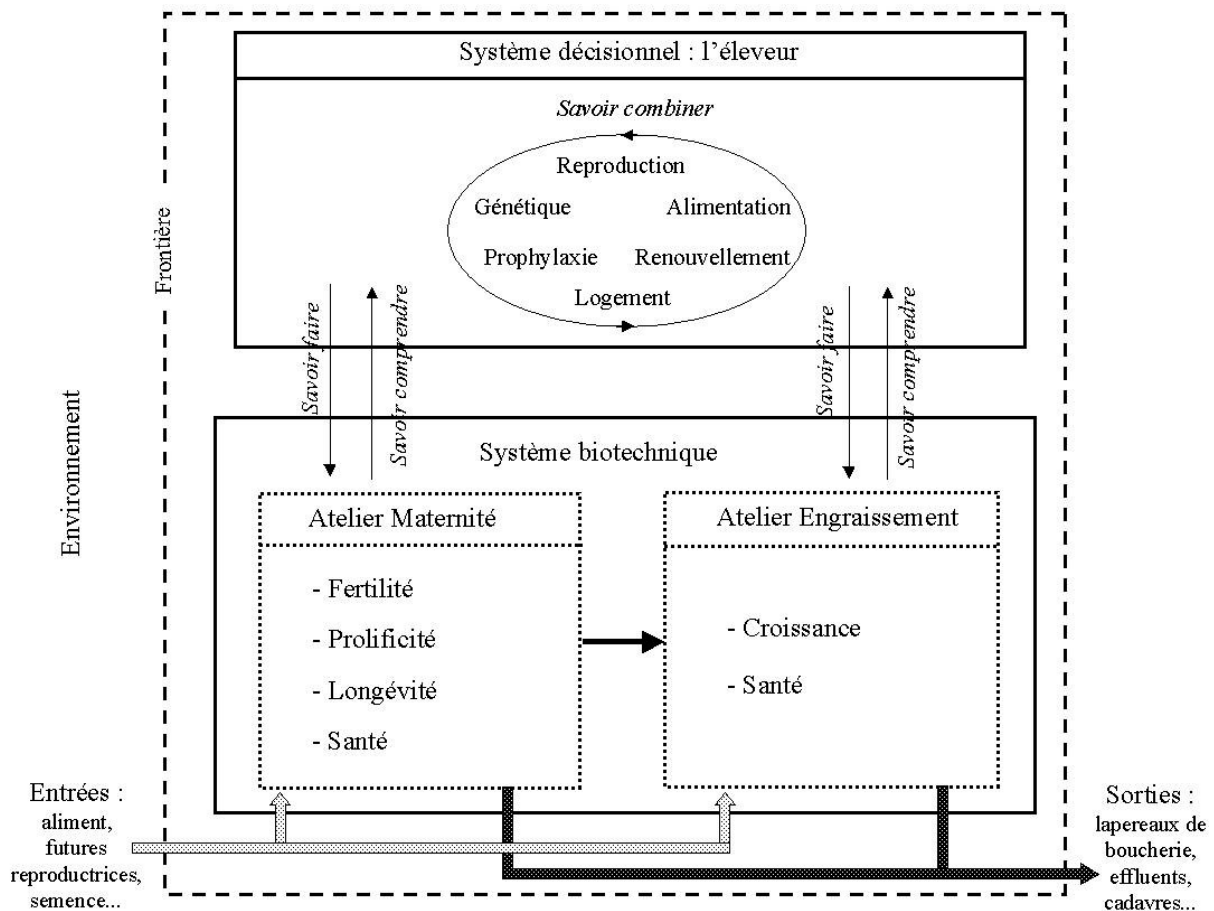 Système décisionnel : l’éleveur
Savoir combiner
Reproduction
Génétique
Alimentation
Prophylaxie
Renouvellement
Logement
Frontière
Environnement
Savoir faire
Savoir comprendre
Savoir faire
Savoir comprendre
Système biotechnique
Atelier Maternité
- Fertilité
- Prolificité
- Longévité
- Santé
Atelier Engraissement
- Croissance
- Santé
Entrées :
aliment,
futures
reproductrices,
semence...
Sorties :
lapereaux de
boucherie,
effluents,
cadavres...